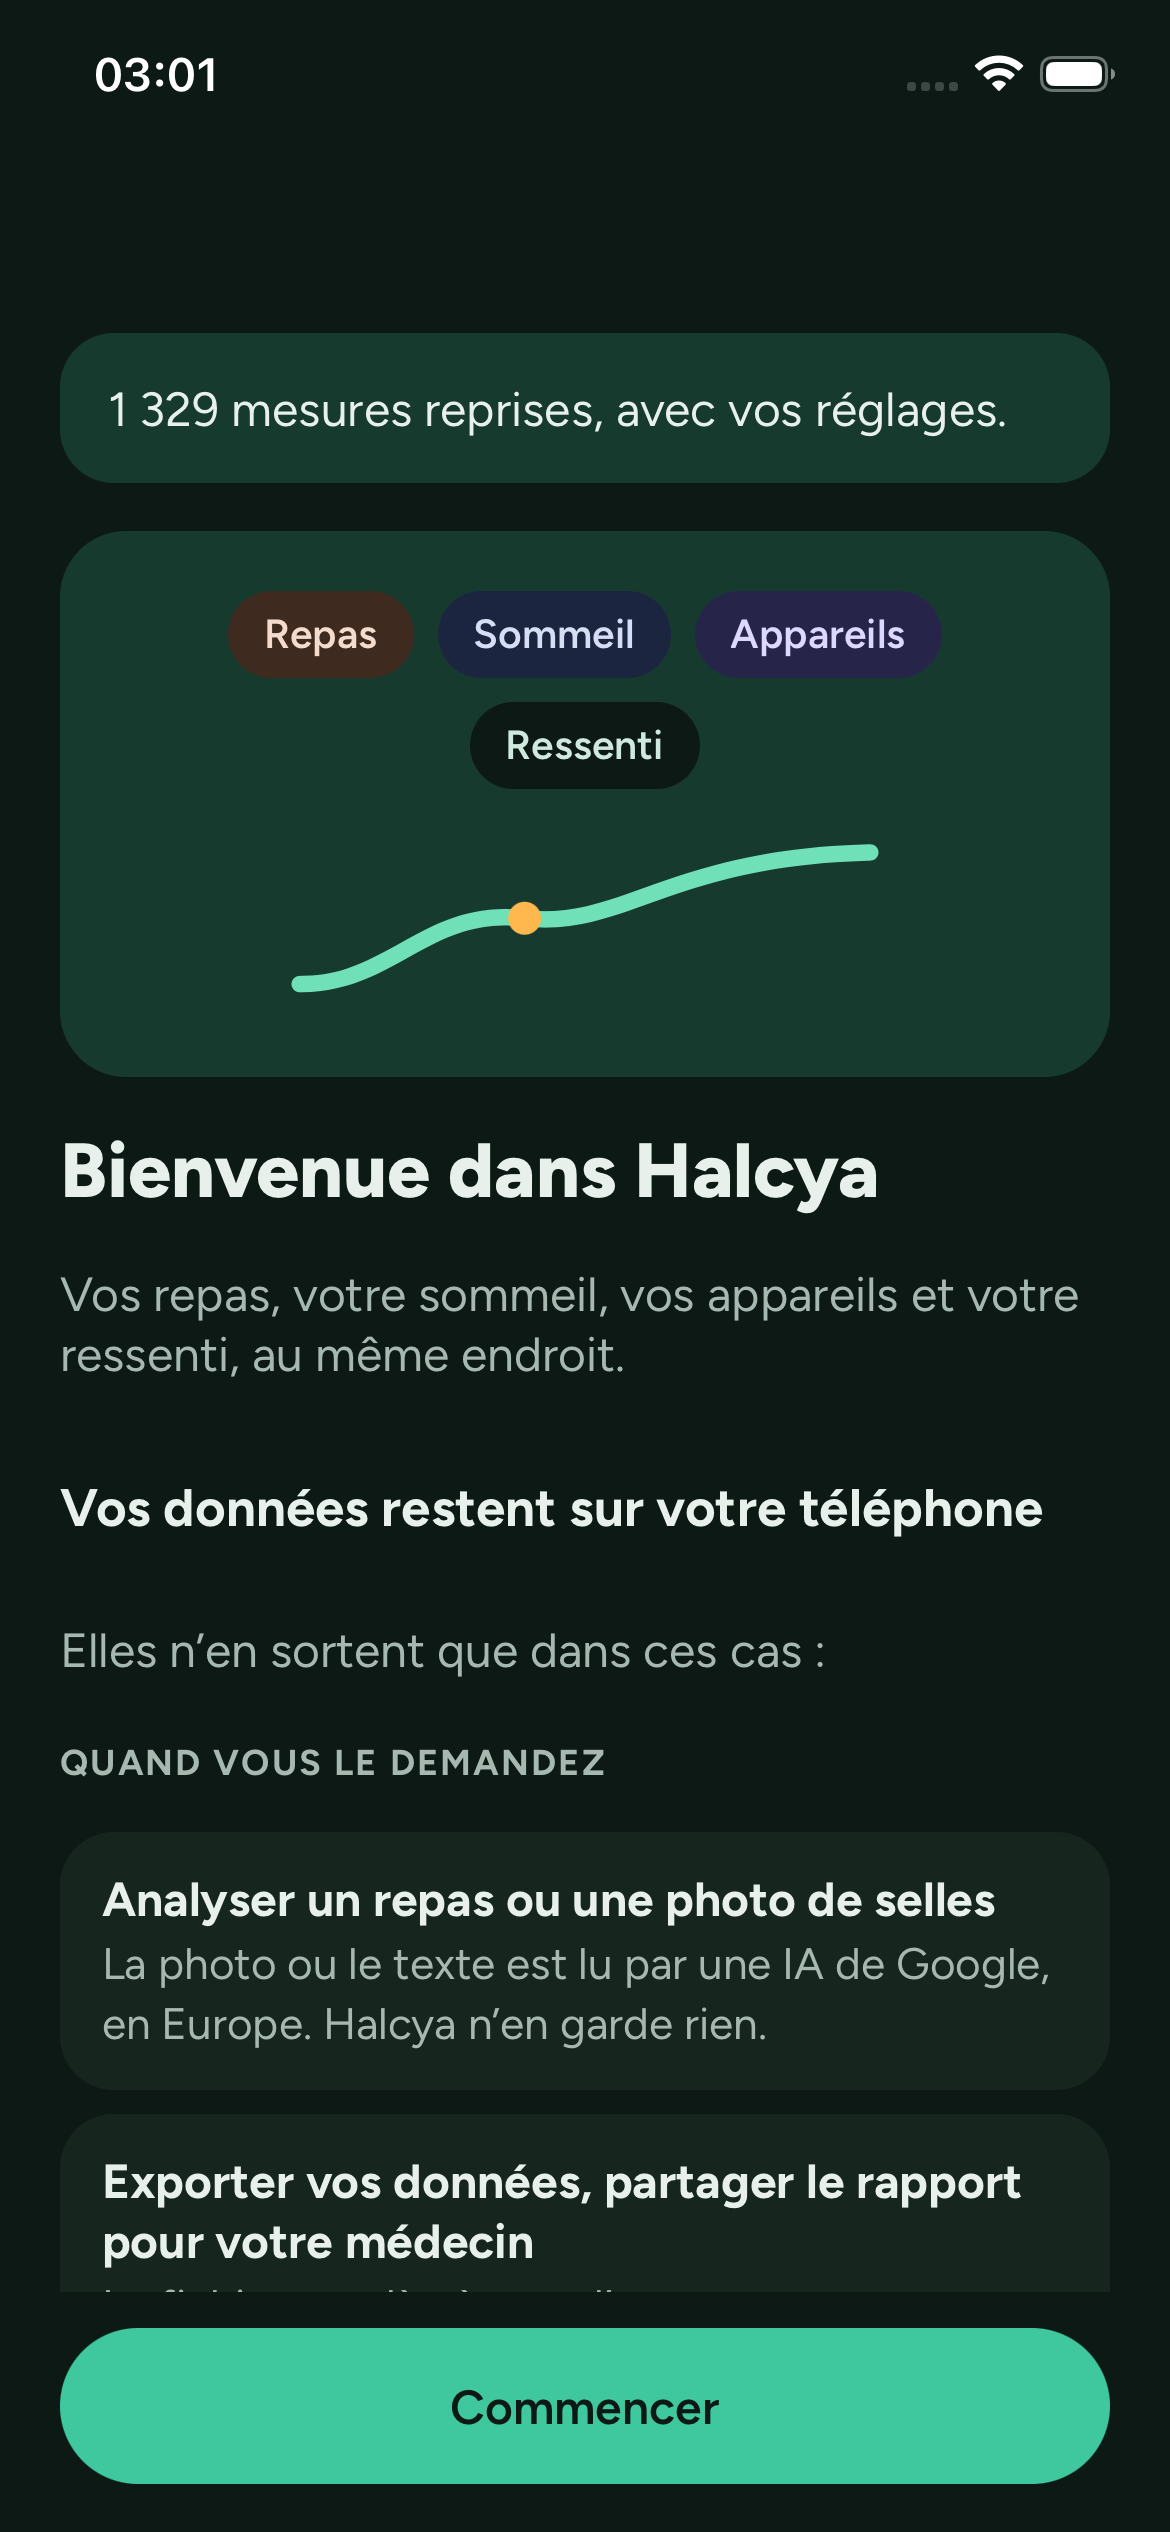 03:01
1 329 mesures reprises, avec vos réglages.
Repas
Sommeil
Appareils
Ressenti
Bienvenue dans Halcya
Vos repas, votre sommeil, vos appareils et votre
ressenti, au même endroit.
Vos données restent sur votre téléphone
Elles n’en sortent que dans ces cas :
QUAND VOUS LE DEMANDEZ
Analyser un repas ou une photo de selles
La photo ou le texte est lu par une IA de Google,
en Europe. Halcya n’en garde rien.
Exporter vos données, partager le rapport
pour votre médecin
Commencer